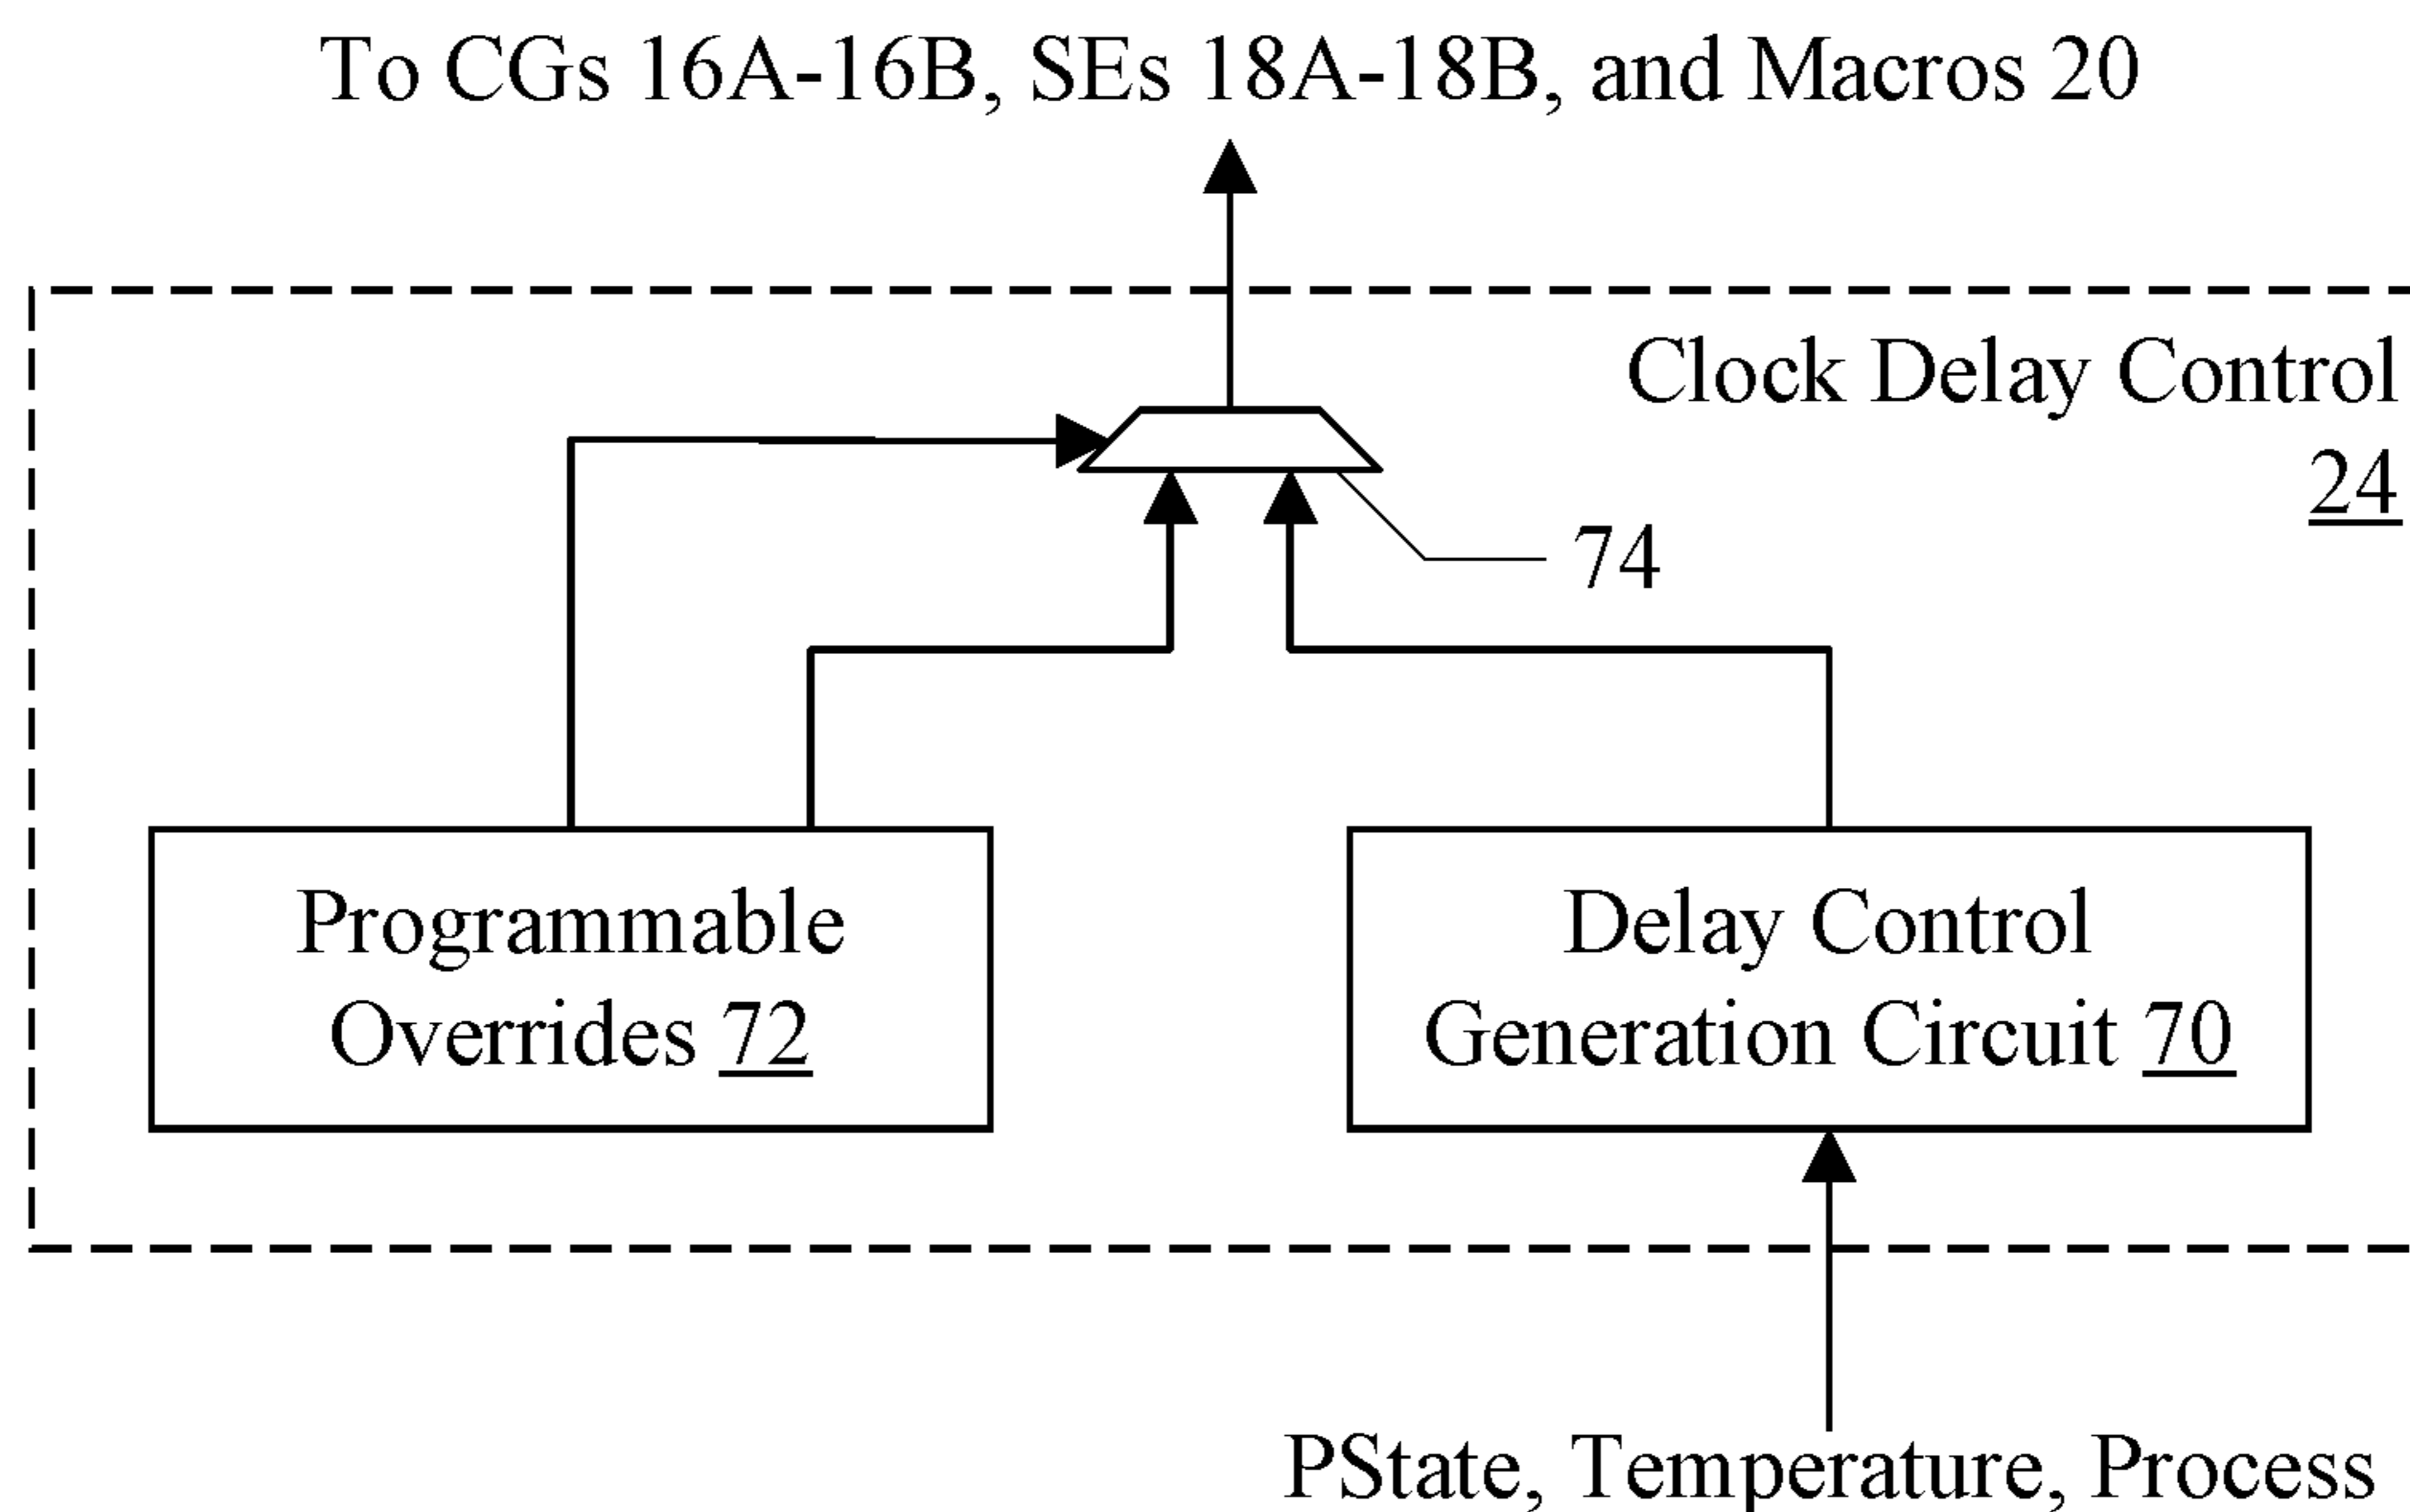 To CGs 16A-16B, SEs 18A-18B, and Macros 20
Clock Delay Control
24
74
Programmable
Overrides 72
Delay Control
Generation Circuit 70
PState, Temperature, Process